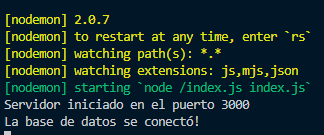 [nodemon] 2.0.7
[nodemon] to restart at any time, enter `rs`
[nodemon] watching path(s): *.*
[nodemon] watching extensions: js,mjs,json
[nodemon] starting `node /index.js index.js`
Servidor iniciado en el puerto 3000
La base de datos se conectó!